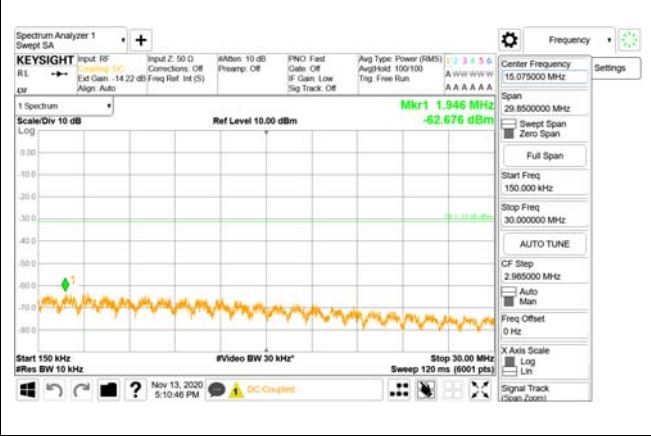 Spectrum Analyzer 1
Swept SA
Frequency
KEYSIGHT
RL
Input: RF
Coupling: DC
Ext Gain: -14.22 dB
Align: Auto
Input Z: 50 Ω
Corrections: Off
Freq Ref: Int (S)
#Atten: 10 dB
Preamp: Off
PNO: Fast
Gate: Off
IF Gain: Low
Sig Track: Off
Avg Type: Power (RMS)
Avg|Hold: 100/100
Trig: Free Run
1 2 3 4 5 6
A W W W W W
A A A A A A
1 Spectrum
Scale/Div 10 dB
Ref Level 10.00 dBm
Mkr1 1.946 MHz
-62.676 dBm
Log
0.00
-10.0
-20.0
-30.0
-40.0
-50.0
-60.0
-70.0
-80.0
1
Start 150 kHz
#Res BW 10 kHz
#Video BW 30 kHz*
Stop 30.00 MHz
Sweep 120 ms (6001 pts)
Nov 13, 2020
5:10:46 PM
DC Coupled
Settings
Center Frequency
15.075000 MHz
Span
29.8500000 MHz
Swept Span
Zero Span
Full Span
Start Freq
150.000 kHz
Stop Freq
30.000000 MHz
AUTO TUNE
CF Step
2.985000 MHz
Auto
Man
Freq Offset
0 Hz
X Axis Scale
Log
Lin
Signal Track
(Span Zoom)